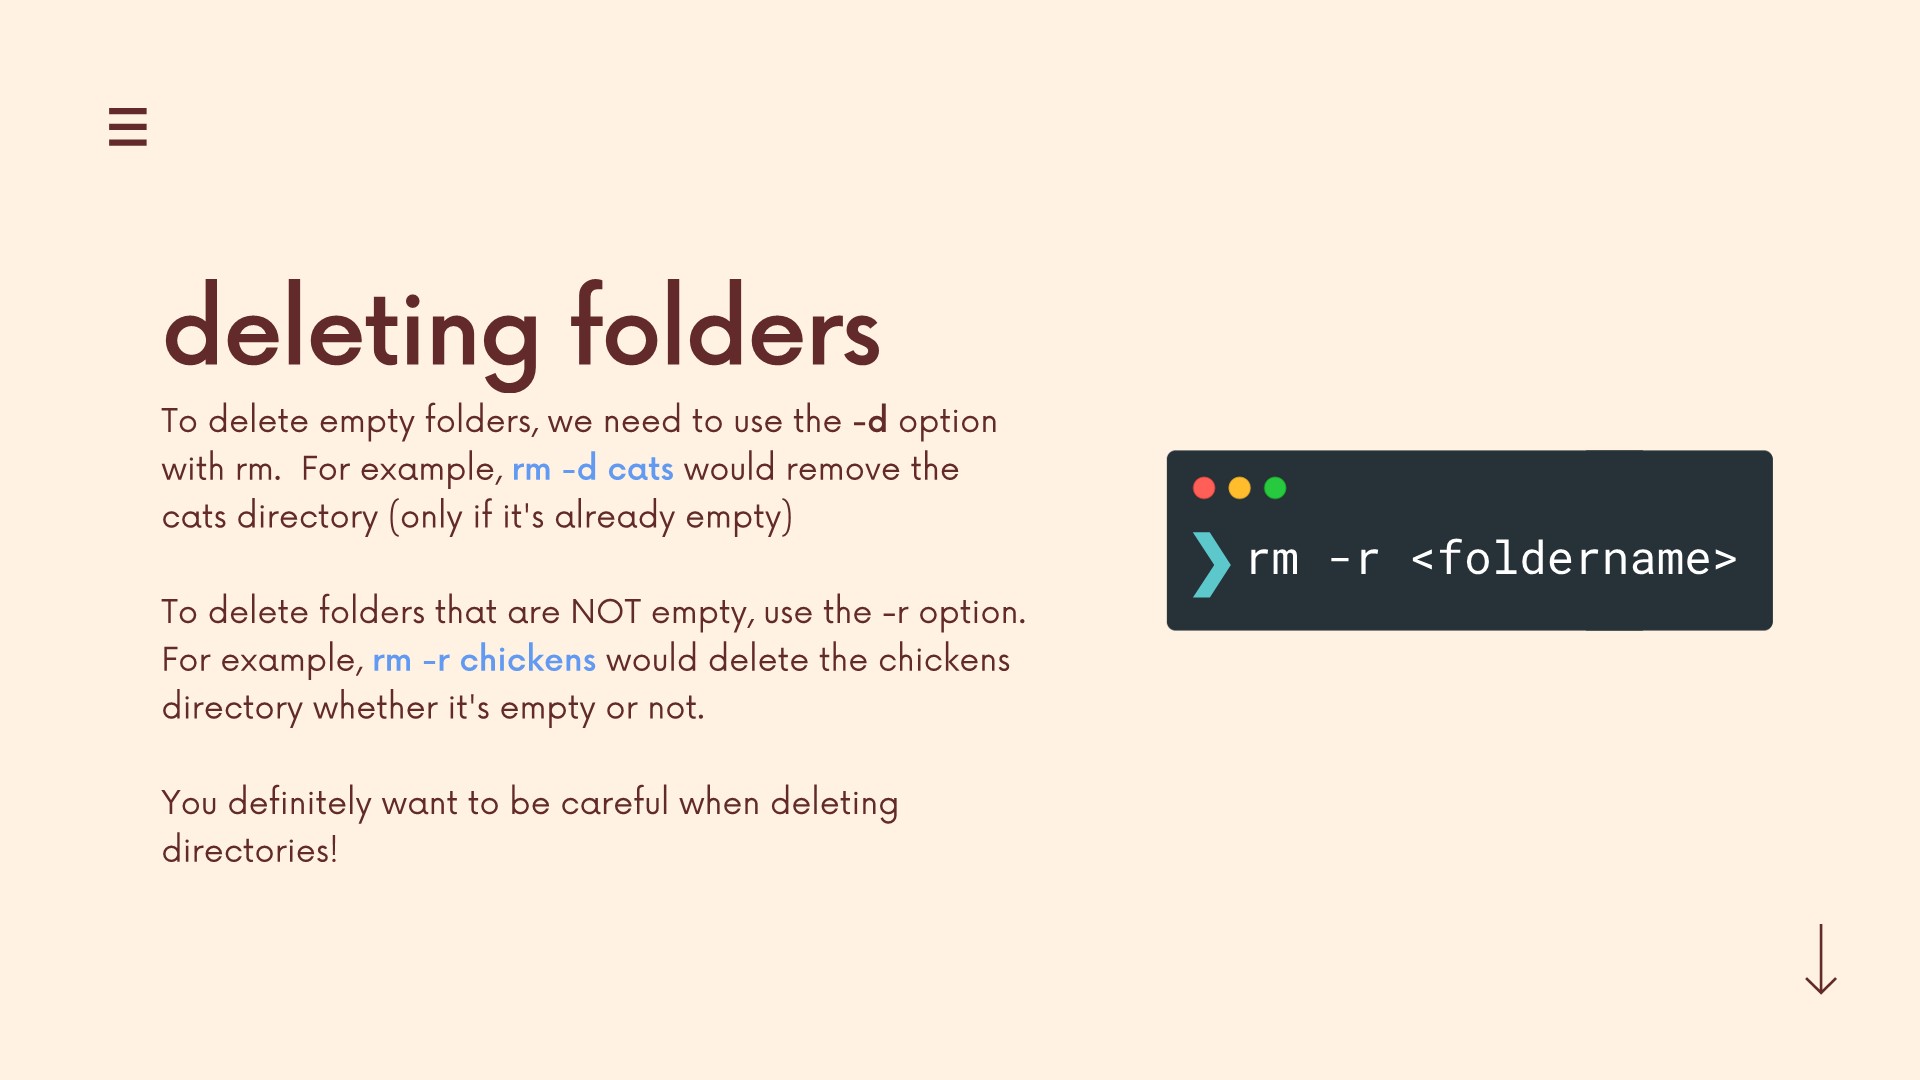 deleting folders
To delete empty folders, we need to use the -d option
with rm.  For example, rm -d cats would remove the
cats directory (only if it's already empty)
To delete folders that are NOT empty, use the -r option.
For example, rm -r chickens would delete the chickens
directory whether it's empty or not.
You definitely want to be careful when deleting
directories!
❯ rm -r <foldername>